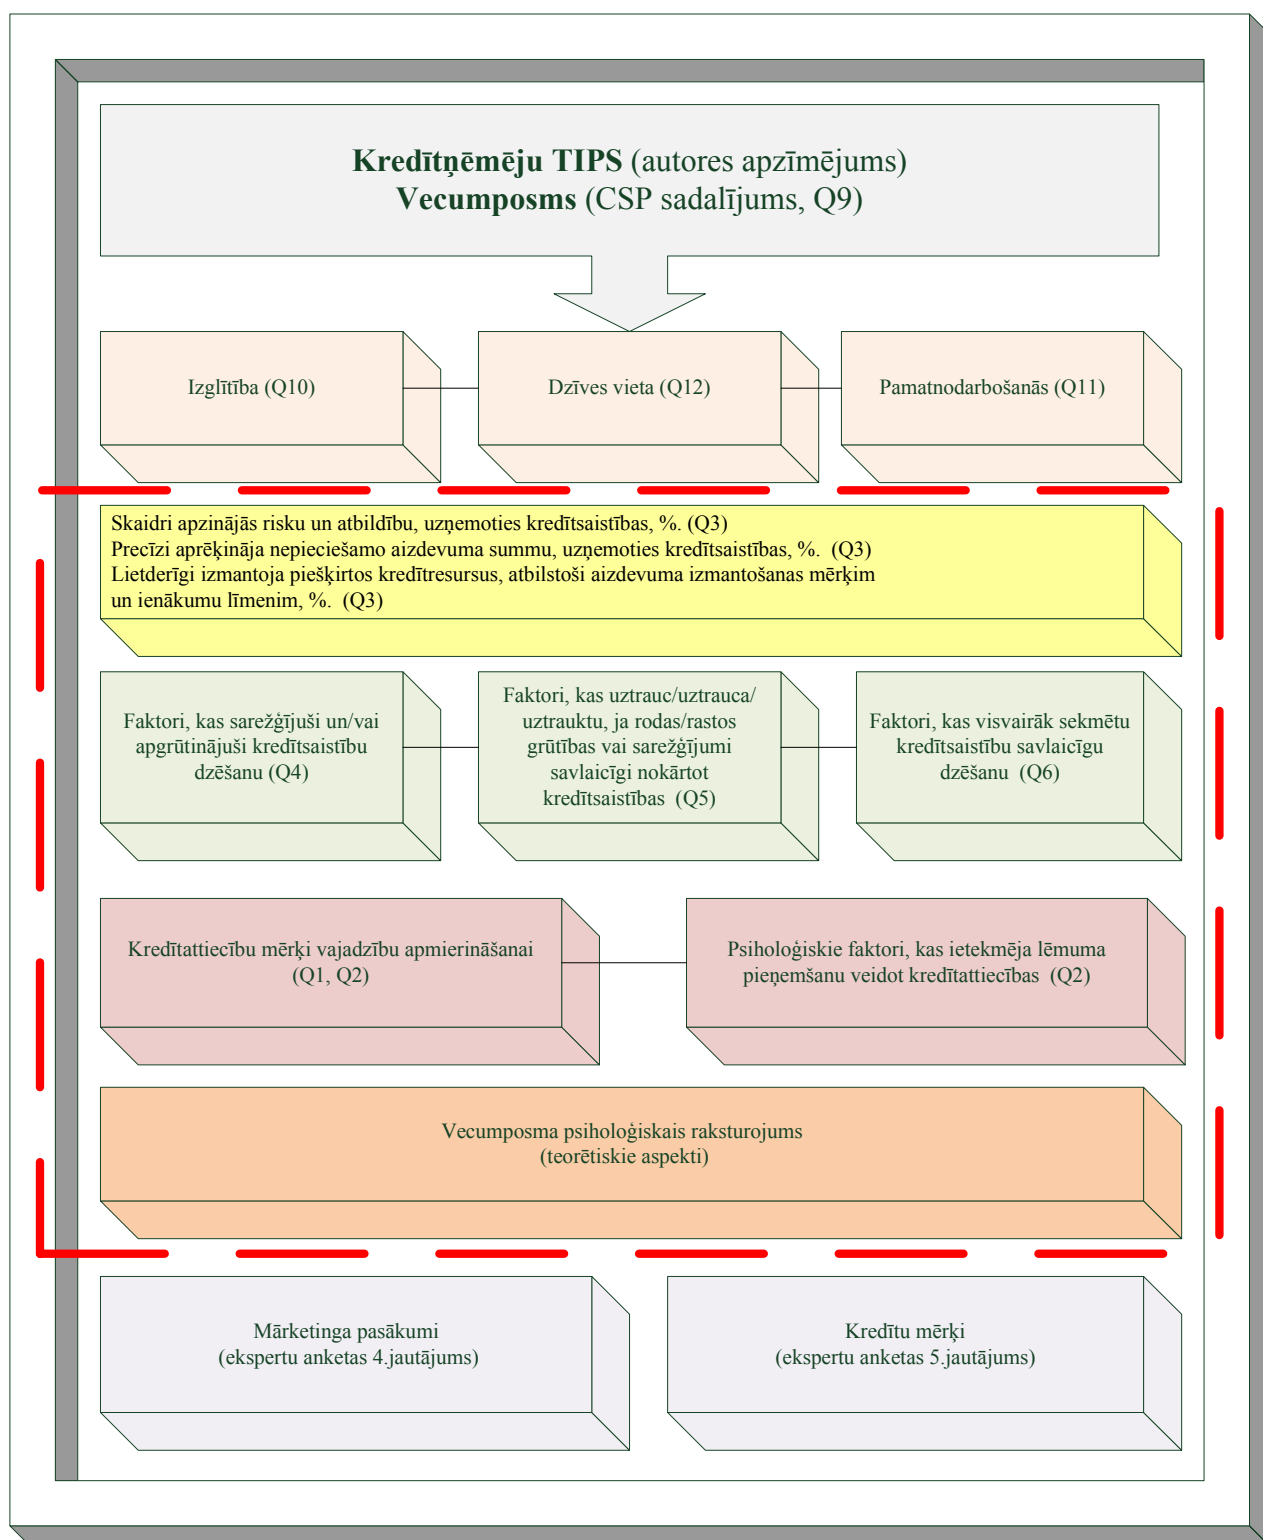 Kredītņēmēju TIPS (autores apzīmējums)
Vecumposms (CSP sadalījums, Q9)
Izglītība (Q10)
Dzīves vieta (Q12)
Pamatnodarbošanās (Q11)
Skaidri apzinājās risku un atbildību, uzņemoties kredītsaistības, %. (Q3)
Precīzi aprēķināja nepieciešamo aizdevuma summu, uzņemoties kredītsaistības, %. (Q3)
Lietderīgi izmantoja piešķirtos kredītresursus, atbilstoši aizdevuma izmantošanas mērķim
un ienākumu līmenim, %. (Q3)
Faktori, kas sarežģījuši un/vai
apgrūtinājuši kredītsaistību
dzēšanu (Q4)
Faktori, kas uztrauc/uztrauca/
uztrauktu, ja rodas/rastos
grūtības vai sarežģījumi
savlaicīgi nokārtot
kredītsaistības (Q5)
Faktori, kas visvairāk sekmētu
kredītsaistību savlaicīgu
dzēšanu (Q6)
Kredītattiecību mērķi vajadzību apmierināšanai
(Q1, Q2)
Psiholoģiskie faktori, kas ietekmēja lēmuma
pieņemšanu veidot kredītattiecības (Q2)
Vecumposma psiholoģiskais raksturojums
(teorētiskie aspekti)
Mārketinga pasākumi
(ekspertu anketas 4.jautājums)
Kredītu mērķi
(ekspertu anketas 5.jautājums)